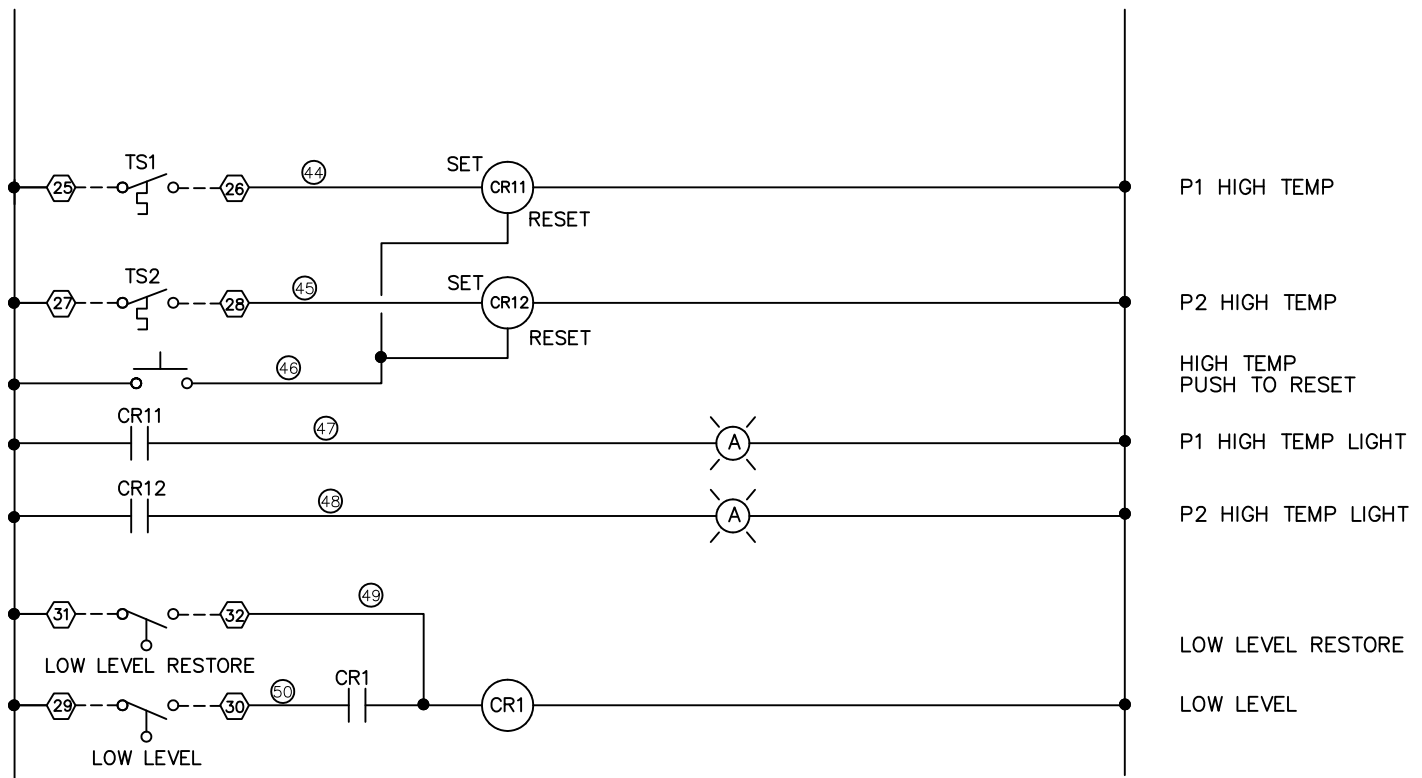 TS1
25
26
44
SET
CR11
RESET
P1 HIGH TEMP
TS2
27
28
45
SET
CR12
RESET
P2 HIGH TEMP
46
HIGH TEMP
PUSH TO RESET
CR11
47
A
P1 HIGH TEMP LIGHT
CR12
48
A
P2 HIGH TEMP LIGHT
31
32
49
LOW LEVEL RESTORE
LOW LEVEL RESTORE
29
30
50
CR1
CR1
LOW LEVEL
LOW LEVEL